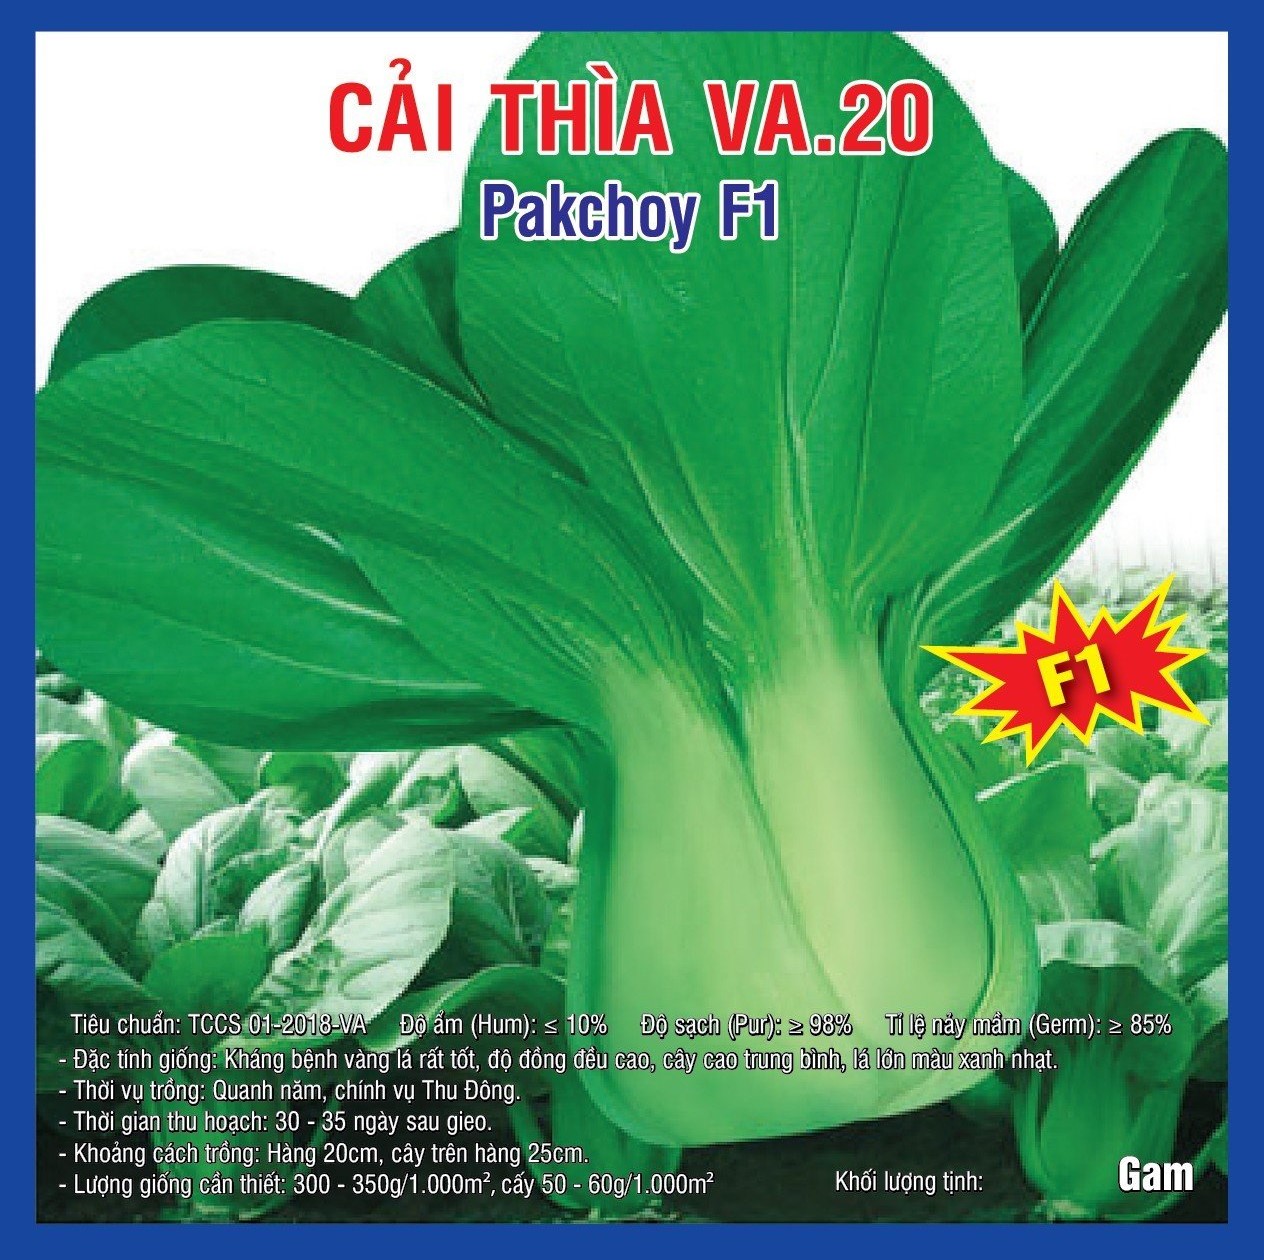 CẢI THÌA VA.20
Pakchoy F1
F1
Tiêu chuẩn: TCCS 01-2018-VA Độ ẩm (Hum): ≤ 10% Độ sạch (Pur): ≥ 98% Tỉ lệ nảy mầm (Germ): ≥ 85%
- Đặc tính giống: Kháng bệnh vàng lá rất tốt, độ đồng đều cao, cây cao trung bình, lá lớn màu xanh nhạt.
- Thời vụ trồng: Quanh năm, chính vụ Thu Đông.
- Thời gian thu hoạch: 30 - 35 ngày sau gieo.
- Khoảng cách trồng: Hàng 20cm, cây trên hàng 25cm.
- Lượng giống cần thiết: 300 - 350g/1.000m², cấy 50 - 60g/1.000m²
Khối lượng tịnh: Gam